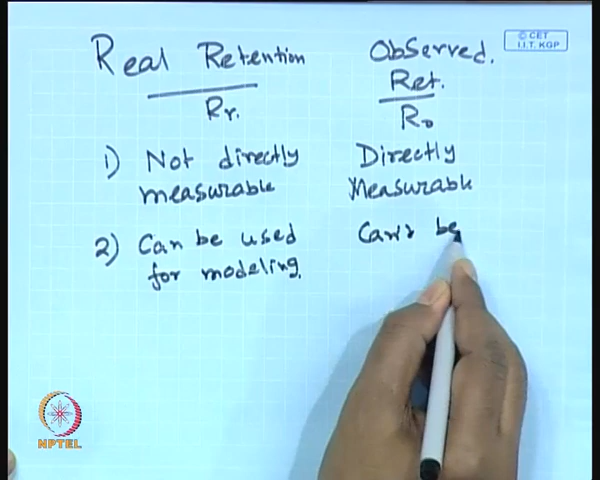 Real Retention Observed.
Ret.
Rr. Ro
1) Not directly Directly
measurable Measurable
2) Can be used Can't be
for modeling.
© CET
I.I.T. KGP
NPTEL